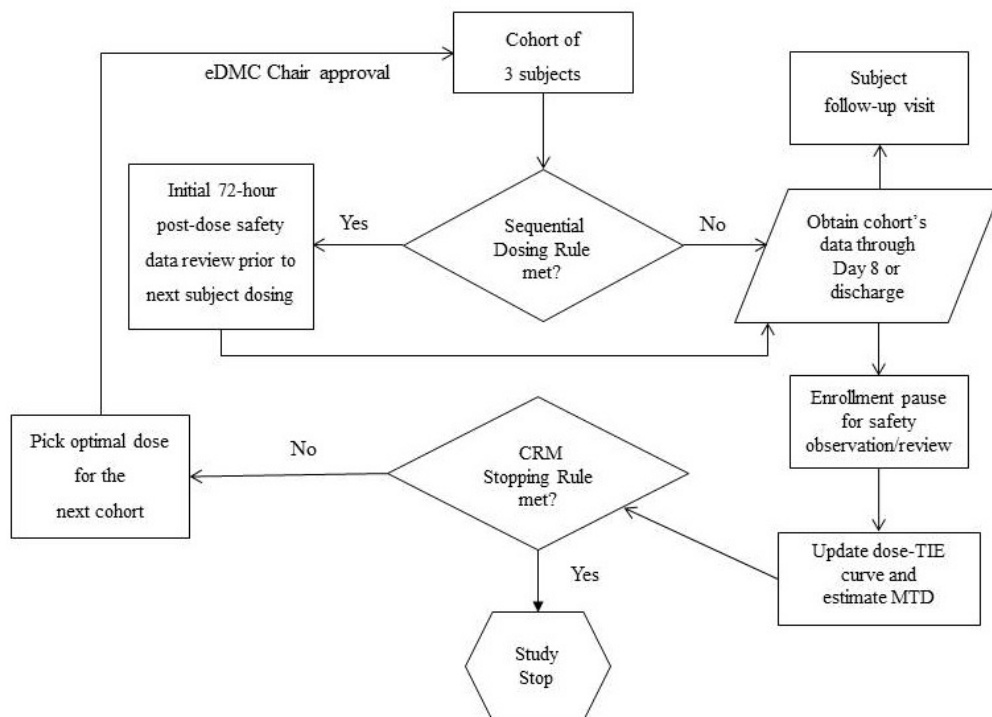 Cohort of
3 subjects
eDMC Chair approval
Subject
follow-up visit
Initial 72-hour
post-dose safety
data review prior to
next subject dosing
Yes
Sequential
Dosing Rule
met?
No
Obtain cohort's
data through
Day 8 or
discharge
Enrollment pause
for safety
observation/review
Pick optimal dose
for the
next cohort
No
CRM
Stopping Rule
met?
Update dose-TIE
curve and
estimate MTD
Yes
Study
Stop